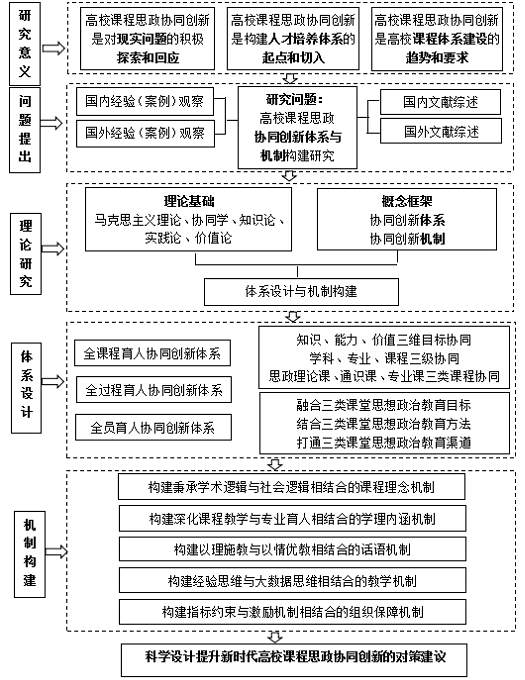 研究意义
高校课程思政协同创新
是对现实问题的积极
探索和回应
高校课程思政协同创新
是构建人才培养体系的
起点和切入
高校课程思政协同创新
是高校课程体系建设的
趋势和要求
问题提出
国内经验（案例）观察
国外经验（案例）观察
研究问题：
高校课程思政
协同创新体系与
机制构建研究
国内文献综述
国外文献综述
理论研究
理论基础
马克思主义理论、协同学、知识论、
实践论、价值论
概念框架
协同创新体系
协同创新机制
体系设计与机制构建
体系设计
全课程育人协同创新体系
全过程育人协同创新体系
全员育人协同创新体系
知识、能力、价值三维目标协同
学科、专业、课程三级协同
思政理论课、通识课、专业课三类课程协同
融合三类课堂思想政治教育目标
结合三类课堂思想政治教育方法
打通三类课堂思想政治教育渠道
机制构建
构建秉承学术逻辑与社会逻辑相结合的课程理念机制
构建深化课程教学与专业育人相结合的学理内涵机制
构建以理施教与以情优教相结合的话语机制
构建经验思维与大数据思维相结合的教学机制
构建指标约束与激励机制相结合的组织保障机制
科学设计提升新时代高校课程思政协同创新的对策建议